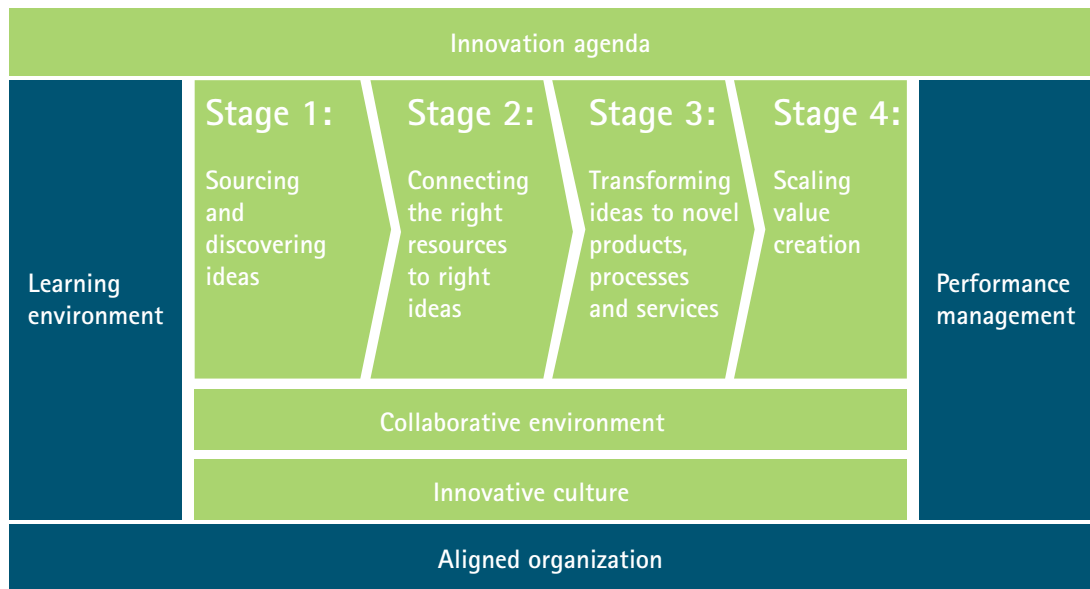 Innovation agenda
Learning
environment
Stage 1:
Sourcing
and
discovering
ideas
Stage 2:
Connecting
the right
resources
to right
ideas
Stage 3:
Transforming
ideas to novel
products,
processes
and services
Stage 4:
Scaling
value
creation
Performance
management
Collaborative environment
Innovative culture
Aligned organization